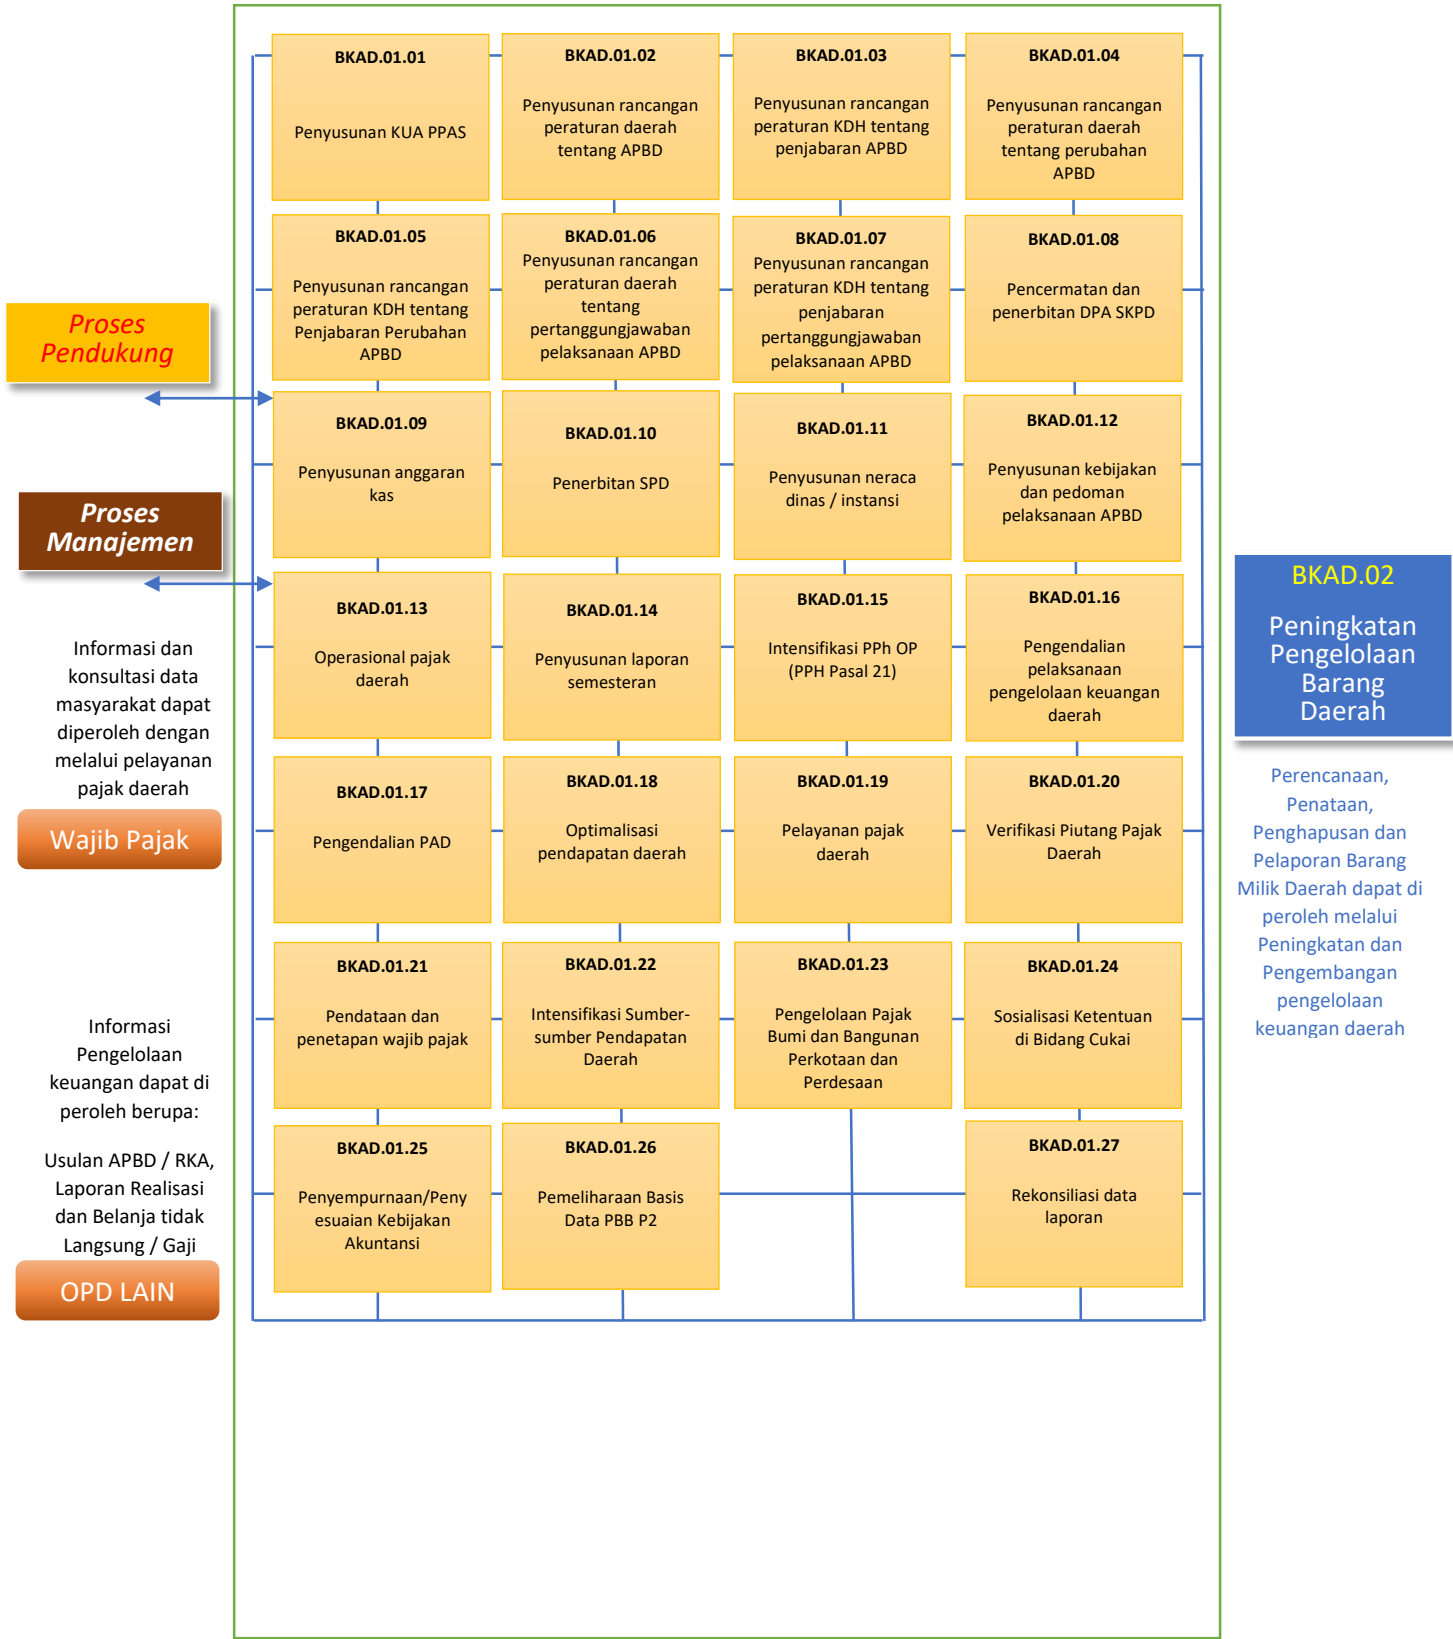 BKAD.01.01
Penyusunan KUA PPAS
BKAD.01.02
Penyusunan rancangan
peraturan daerah
tentang APBD
BKAD.01.03
Penyusunan rancangan
peraturan KDH tentang
penjabaran APBD
BKAD.01.04
Penyusunan rancangan
peraturan daerah
tentang perubahan
APBD
BKAD.01.05
Penyusunan rancangan
peraturan KDH tentang
Penjabaran Perubahan
APBD
BKAD.01.06
Penyusunan rancangan
peraturan daerah
tentang
pertanggungjawaban
pelaksanaan APBD
BKAD.01.07
Penyusunan rancangan
peraturan KDH tentang
penjabaran
pertanggungjawaban
pelaksanaan APBD
BKAD.01.08
Pencermatan dan
penerbitan DPA SKPD
Proses
Pendukung
BKAD.01.09
Penyusunan anggaran
kas
BKAD.01.10
Penerbitan SPD
BKAD.01.11
Penyusunan neraca
dinas / instansi
BKAD.01.12
Penyusunan kebijakan
dan pedoman
pelaksanaan APBD
Proses
Manajemen
BKAD.01.13
Operasional pajak
daerah
BKAD.01.14
Penyusunan laporan
semesteran
BKAD.01.15
Intensifikasi PPh OP
(PPH Pasal 21)
BKAD.01.16
Pengendalian
pelaksanaan
pengelolaan keuangan
daerah
BKAD.02
Peningkatan
Pengelolaan
Barang
Daerah
Informasi dan
konsultasi data
masyarakat dapat
diperoleh dengan
melalui pelayanan
pajak daerah
Wajib Pajak
BKAD.01.17
Pengendalian PAD
BKAD.01.18
Optimalisasi
pendapatan daerah
BKAD.01.19
Pelayanan pajak
daerah
BKAD.01.20
Verifikasi Piutang Pajak
Daerah
Perencanaan,
Penataan,
Penghapusan dan
Pelaporan Barang
Milik Daerah dapat di
peroleh melalui
Peningkatan dan
Pengembangan
pengelolaan
keuangan daerah
BKAD.01.21
Pendataan dan
penetapan wajib pajak
BKAD.01.22
Intensifikasi Sumber-
sumber Pendapatan
Daerah
BKAD.01.23
Pengelolaan Pajak
Bumi dan Bangunan
Perkotaan dan
Perdesaan
BKAD.01.24
Sosialisasi Ketentuan
di Bidang Cukai
Informasi
Pengelolaan
keuangan dapat di
peroleh berupa:
Usulan APBD / RKA,
Laporan Realisasi
dan Belanja tidak
Langsung / Gaji
OPD LAIN
BKAD.01.25
Penyempurnaan/Peny
esuaian Kebijakan
Akuntansi
BKAD.01.26
Pemeliharaan Basis
Data PBB P2
BKAD.01.27
Rekonsiliasi data
laporan